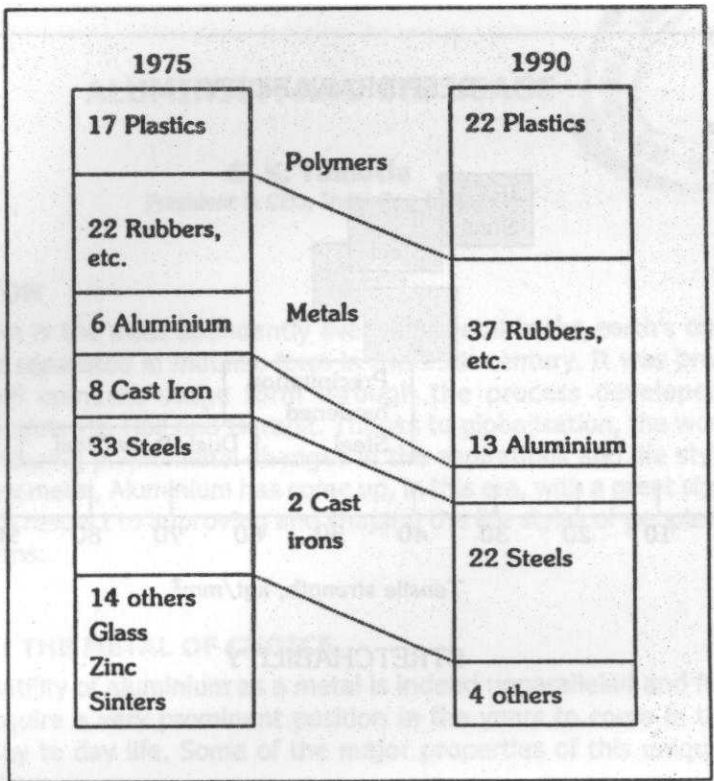 1975
1990
17 Plastics
22 Rubbers,
etc.
6 Aluminium
8 Cast Iron
33 Steels
14 others
Glass
Zinc
Sinters
Polymers
Metals
2 Cast
irons
22 Plastics
37 Rubbers,
etc.
13 Aluminium
22 Steels
4 others